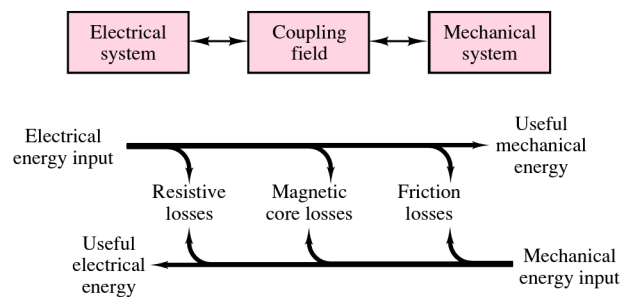 Electrical
system
Coupling
field
Mechanical
system
Electrical
energy input
Useful
mechanical
energy
Resistive
losses
Magnetic
core losses
Friction
losses
Useful
electrical
energy
Mechanical
energy input